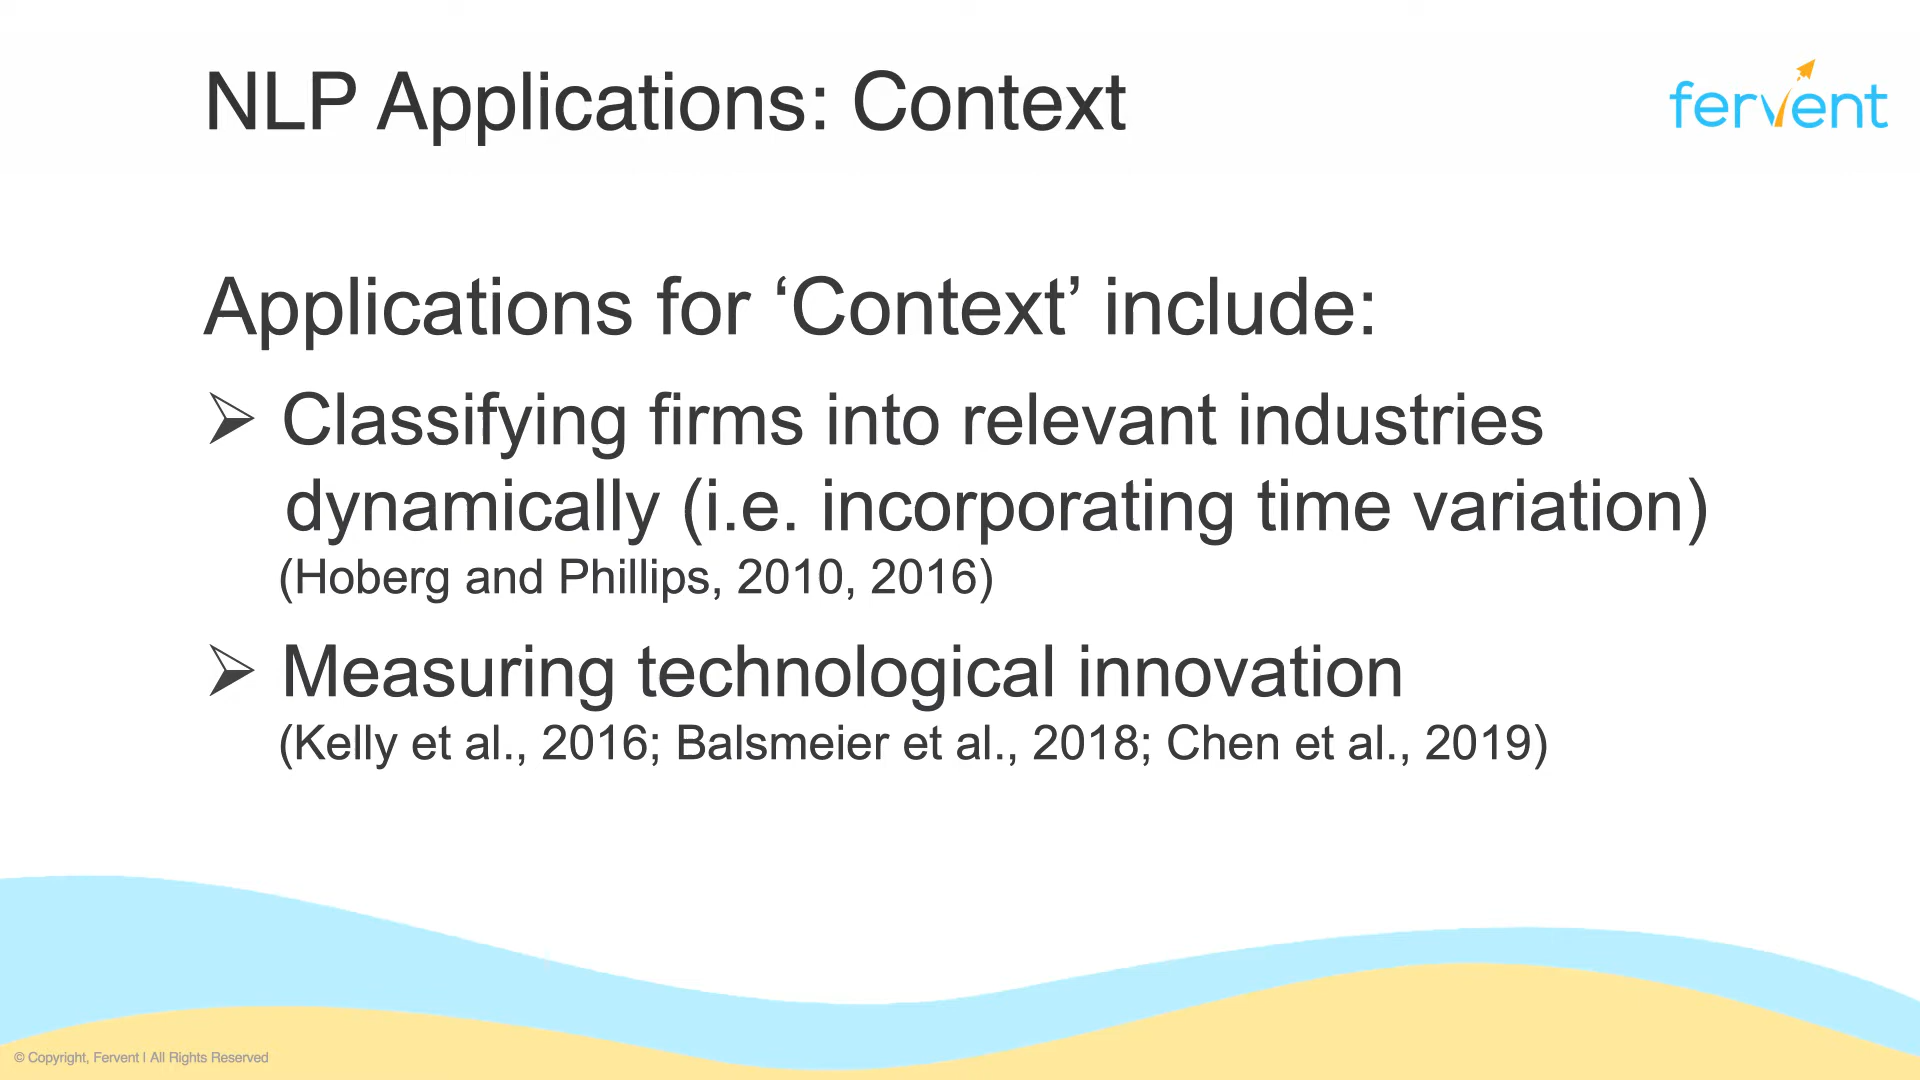 NLP Applications: Context
fervent
Applications for ‘Context’ include:
➢ Classifying firms into relevant industries
dynamically (i.e. incorporating time variation)
(Hoberg and Phillips, 2010, 2016)
➢ Measuring technological innovation
(Kelly et al., 2016; Balsmeier et al., 2018; Chen et al., 2019)
© Copyright, Fervent | All Rights Reserved